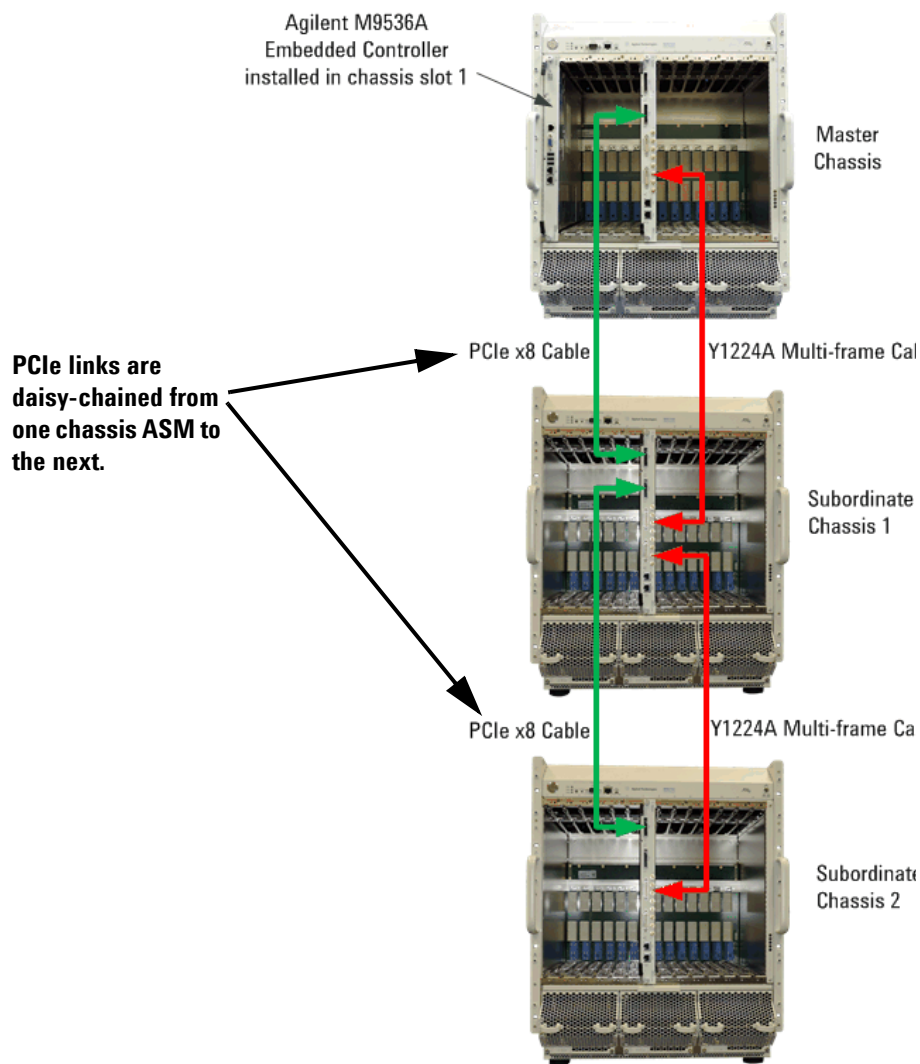 Agilent M9536A
Embedded Controller
installed in chassis slot 1
Master
Chassis
PCIe links are
daisy-chained from
one chassis ASM to
the next.
PCIe x8 Cable
Y1224A Multi-frame Cal
Subordinate
Chassis 1
PCIe x8 Cable
Y1224A Multi-frame Ca
Subordinate
Chassis 2